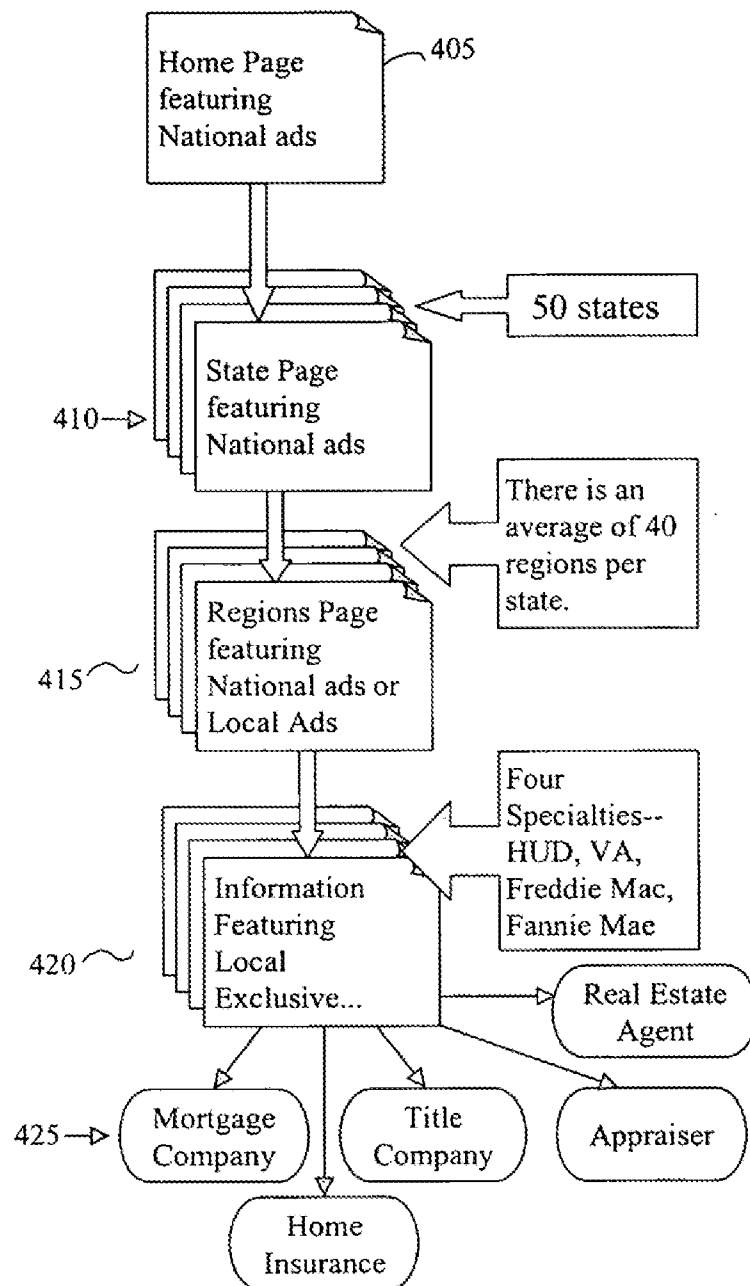 Home Page
featuring
National ads
405
50 states
State Page
featuring
National ads
410
There is an
average of 40
regions per
state.
Regions Page
featuring
National ads or
Local Ads
415
Four
Specialties--
HUD, VA,
Freddie Mac,
Fannie Mae
Information
Featuring
Local
Exclusive...
420
Real Estate
Agent
425
Mortgage
Company
Title
Company
Appraiser
Home
Insurance